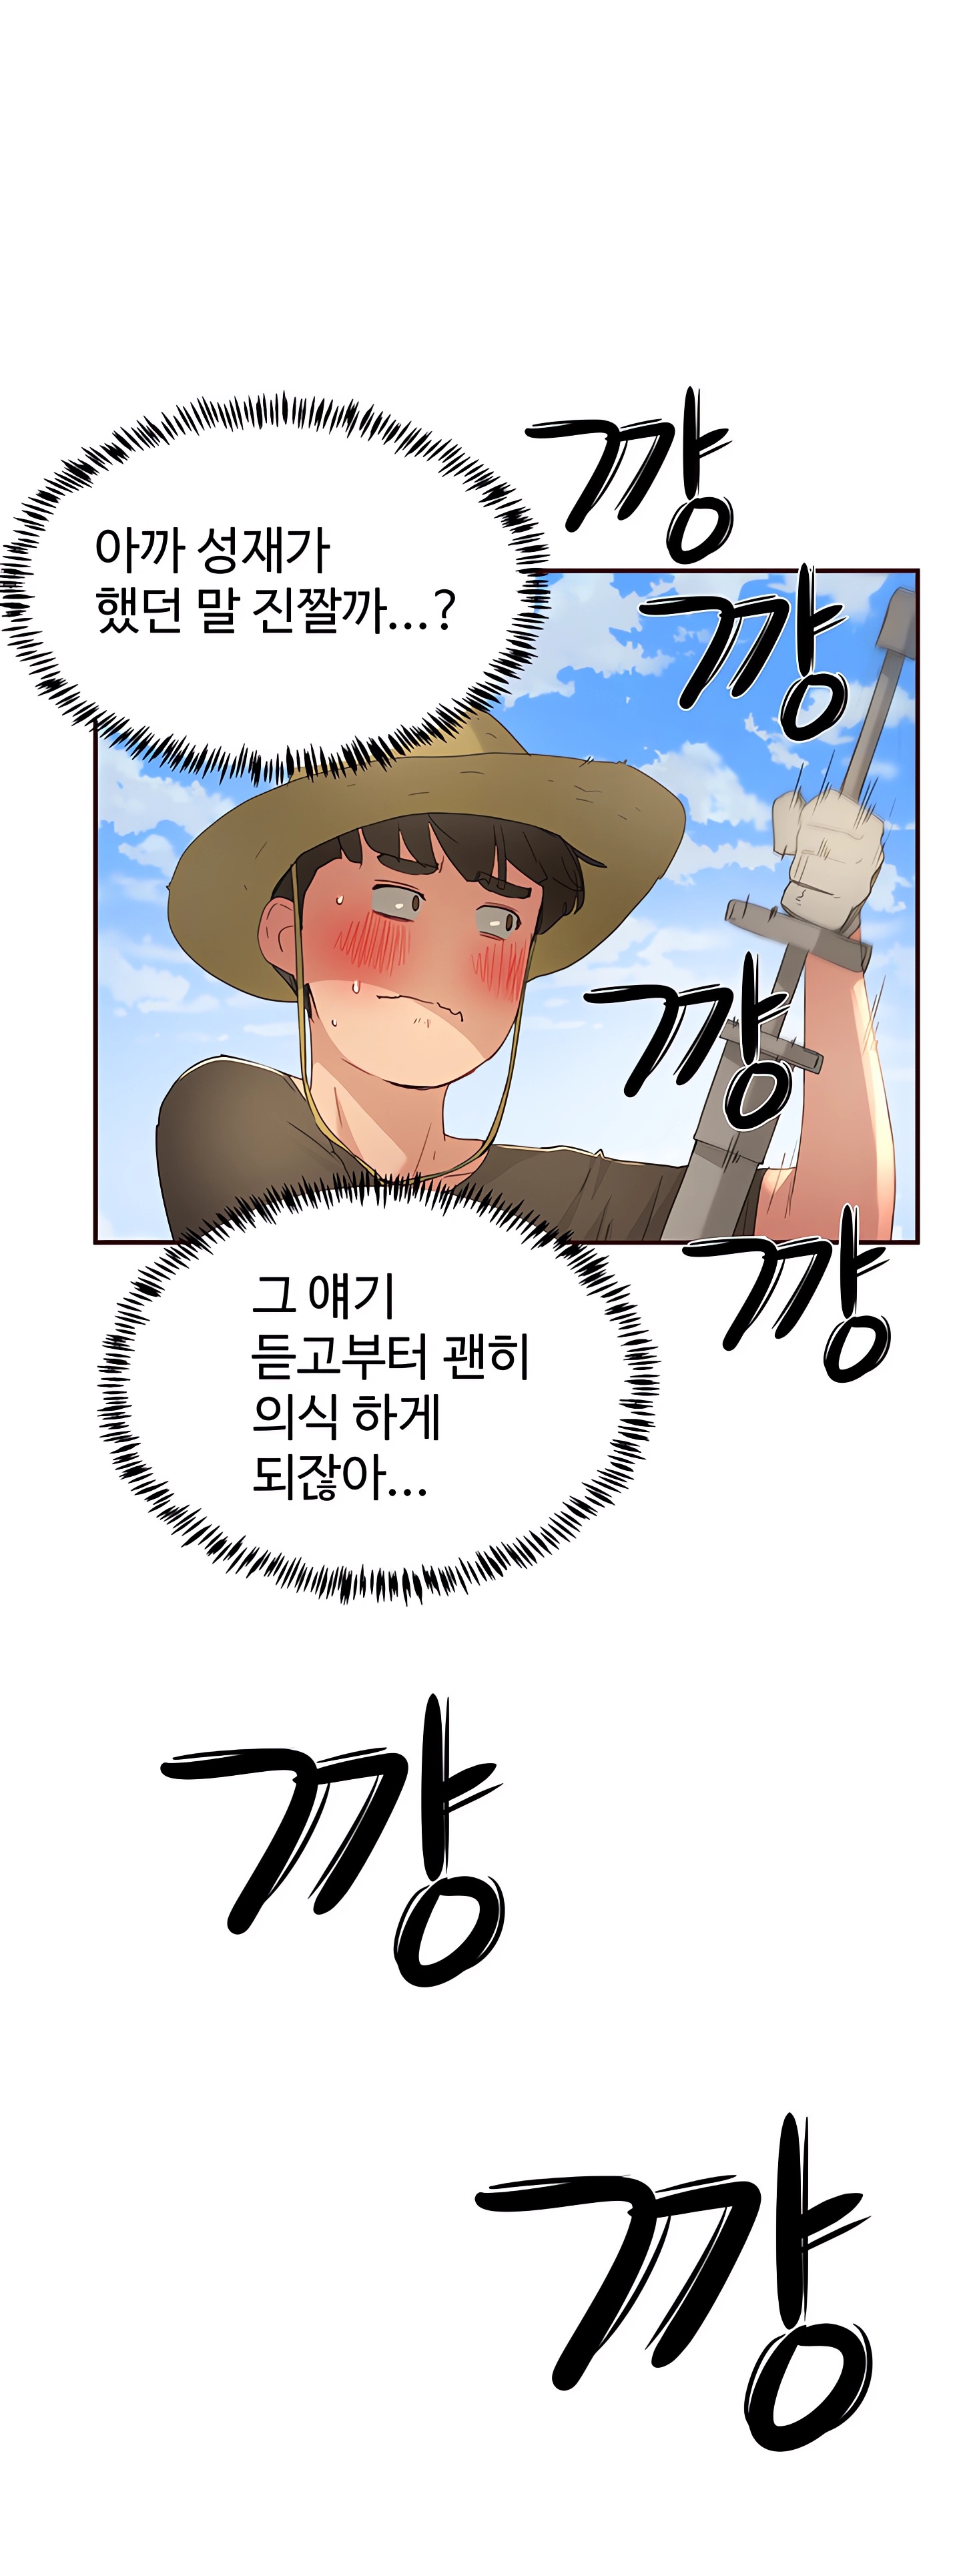 깡
아까 성재가
했던 말 진짤까...?
깡
깡
깡
그 얘기
듣고부터 괜히
의식 하게
되잖아...
깡
깡